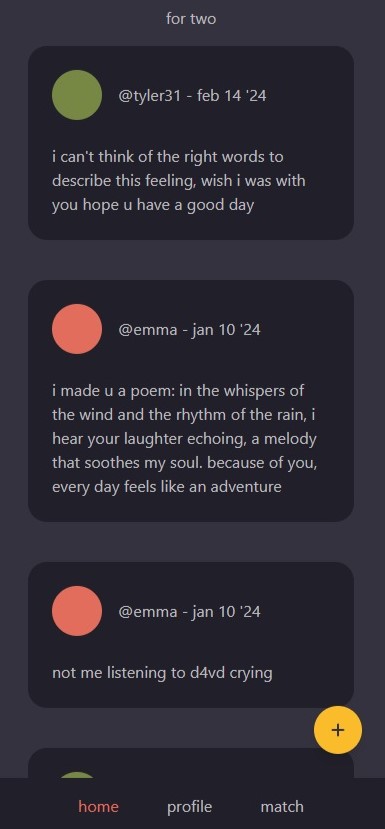 for two
@tyler31 - feb 14 '24
i can't think of the right words to
describe this feeling, wish i was with
you hope u have a good day
@emma - jan 10 '24
i made u a poem: in the whispers of
the wind and the rhythm of the rain, i
hear your laughter echoing, a melody
that soothes my soul. because of you,
every day feels like an adventure
@emma - jan 10 '24
not me listening to d4vd crying
+
home profile match